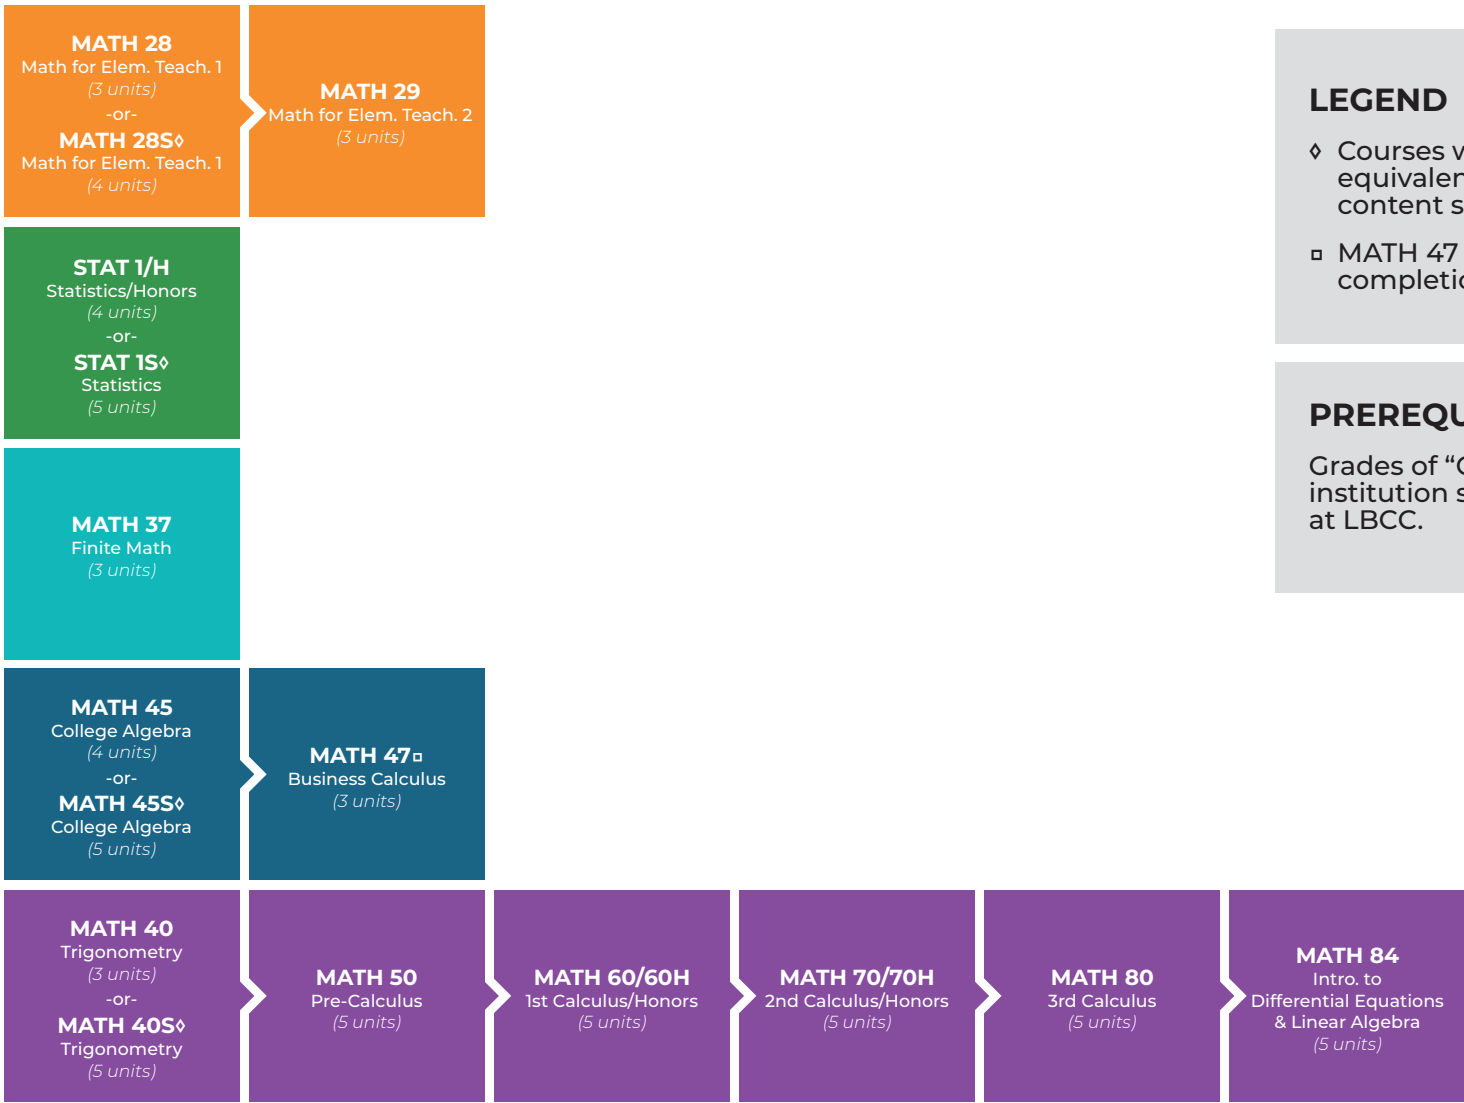 MATH 28
Math for Elem. Teach. 1
(3 units)
-or-
MATH 28S◊
Math for Elem. Teach. 1
(4 units)
MATH 29
Math for Elem. Teach. 2
(3 units)
STAT 1/H
Statistics/Honors
(4 units)
-or-
STAT 1S◊
Statistics
(5 units)
MATH 37
Finite Math
(3 units)
MATH 45
College Algebra
(4 units)
-or-
MATH 45S◊
College Algebra
(5 units)
MATH 47▫
Business Calculus
(3 units)
MATH 40
Trigonometry
(3 units)
-or-
MATH 40S◊
Trigonometry
(5 units)
MATH 50
Pre-Calculus
(5 units)
MATH 60/60H
1st Calculus/Honors
(5 units)
MATH 70/70H
2nd Calculus/Honors
(5 units)
MATH 80
3rd Calculus
(5 units)
MATH 84
Intro. to
Differential Equations
& Linear Algebra
(5 units)
LEGEND
◊ Courses
equivalen
content s
▫ MATH 47
completio
PREREQU
Grades of “
institution s
at LBCC.